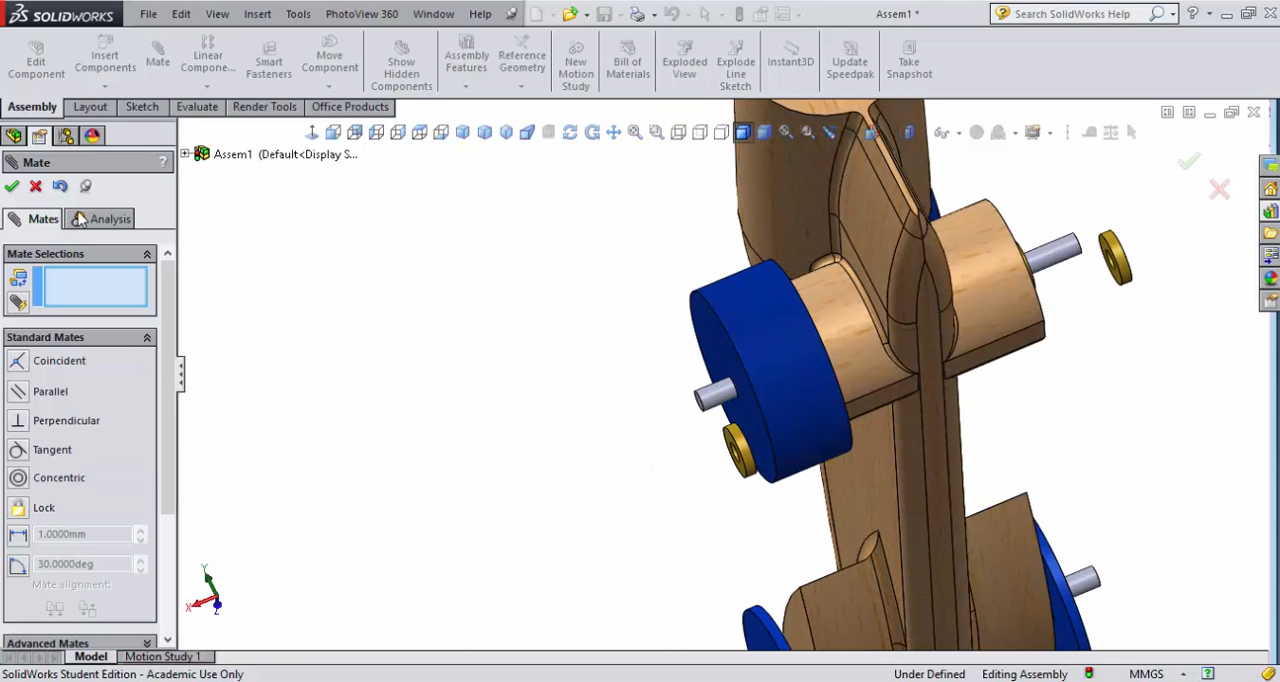 SOLIDWORKS File Edit View Insert Tools PhotoView 360 Window Help Assem1 * Search SolidWorks Help
Edit Component
Insert Components
Mate
Linear Compone...
Smart Fasteners
Move Component
Show Hidden Components
Assembly Features
Reference Geometry
New Motion Study
Bill of Materials
Exploded View
Explode Line Sketch
Instant3D
Update Speedpak
Take Snapshot
Assembly Layout Sketch Evaluate Render Tools Office Products
Assem1 (Default<Display S...
Mate ?
Mates Analysis
Mate Selections
Standard Mates
Coincident
Parallel
Perpendicular
Tangent
Concentric
Lock
1.0000mm
30.0000deg
Mate alignment:
Advanced Mates
Y
X
Z
Model Motion Study 1
SolidWorks Student Edition - Academic Use Only Under Defined Editing Assembly MMGS ?